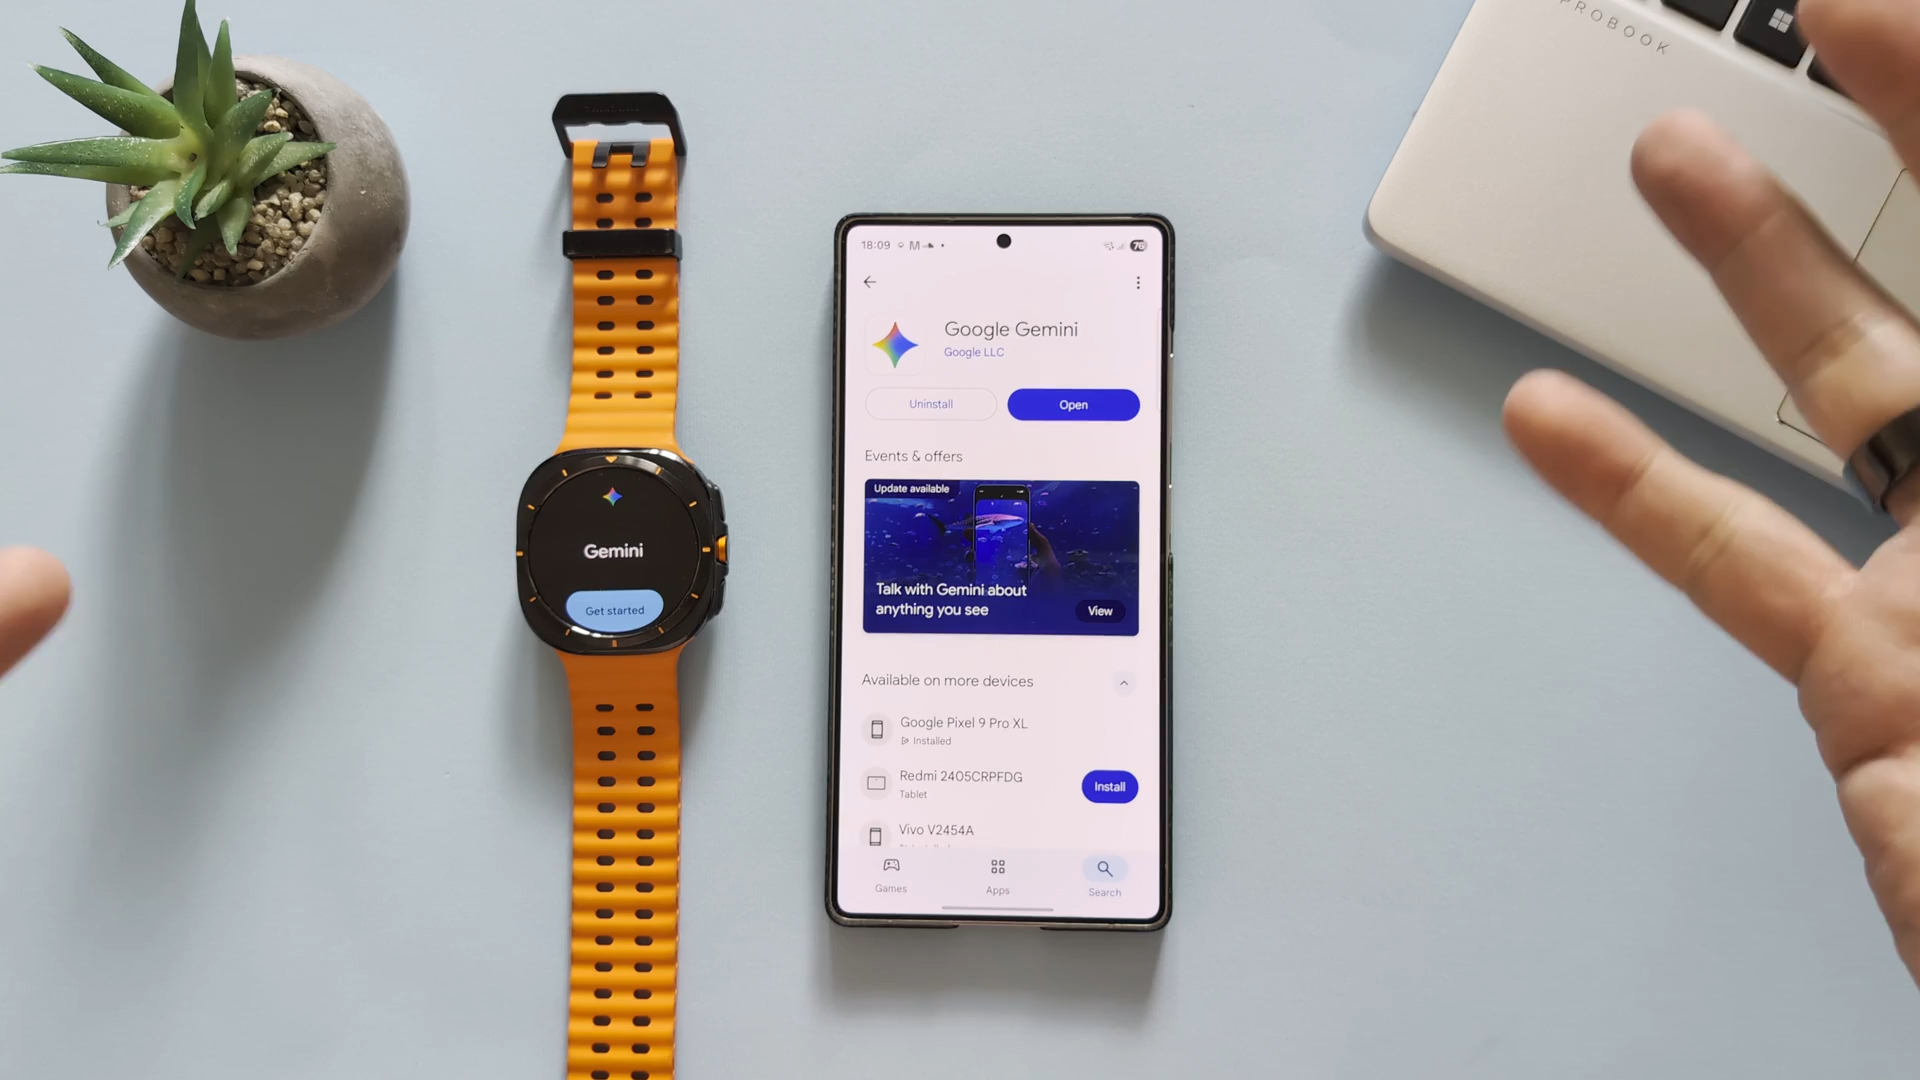 PROBOOK
18:09
M
76
Google Gemini
Google LLC
Uninstall
Open
Events & offers
Update available
Talk with Gemini about
anything you see
View
Available on more devices
Google Pixel 9 Pro XL
Installed
Redmi 2405CRPFDG
Tablet
Install
Vivo V2454A
Games
Apps
Search
Gemini
Get started